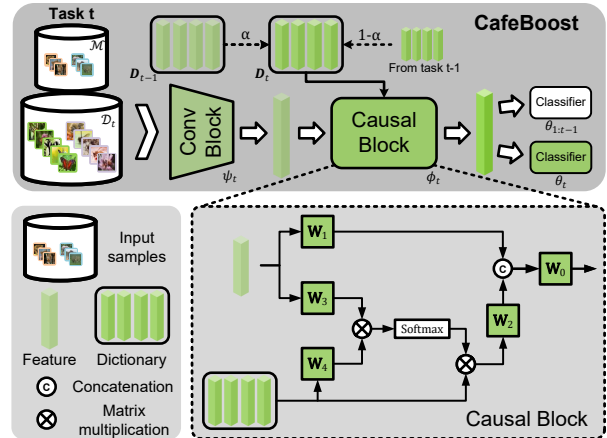 Task t
CafeBoost
ℳ
𝒟_t
D_{t−1}
α
D_t
1-α
From task t-1
Conv
Block
ψ_t
Causal
Block
ϕ_t
Classifier
θ_{1:t−1}
Classifier
θ_t
Input
samples
Feature
Dictionary
C
Concatenation
Matrix
multiplication
W_1
W_3
W_4
Softmax
C
W_0
W_2
Causal Block